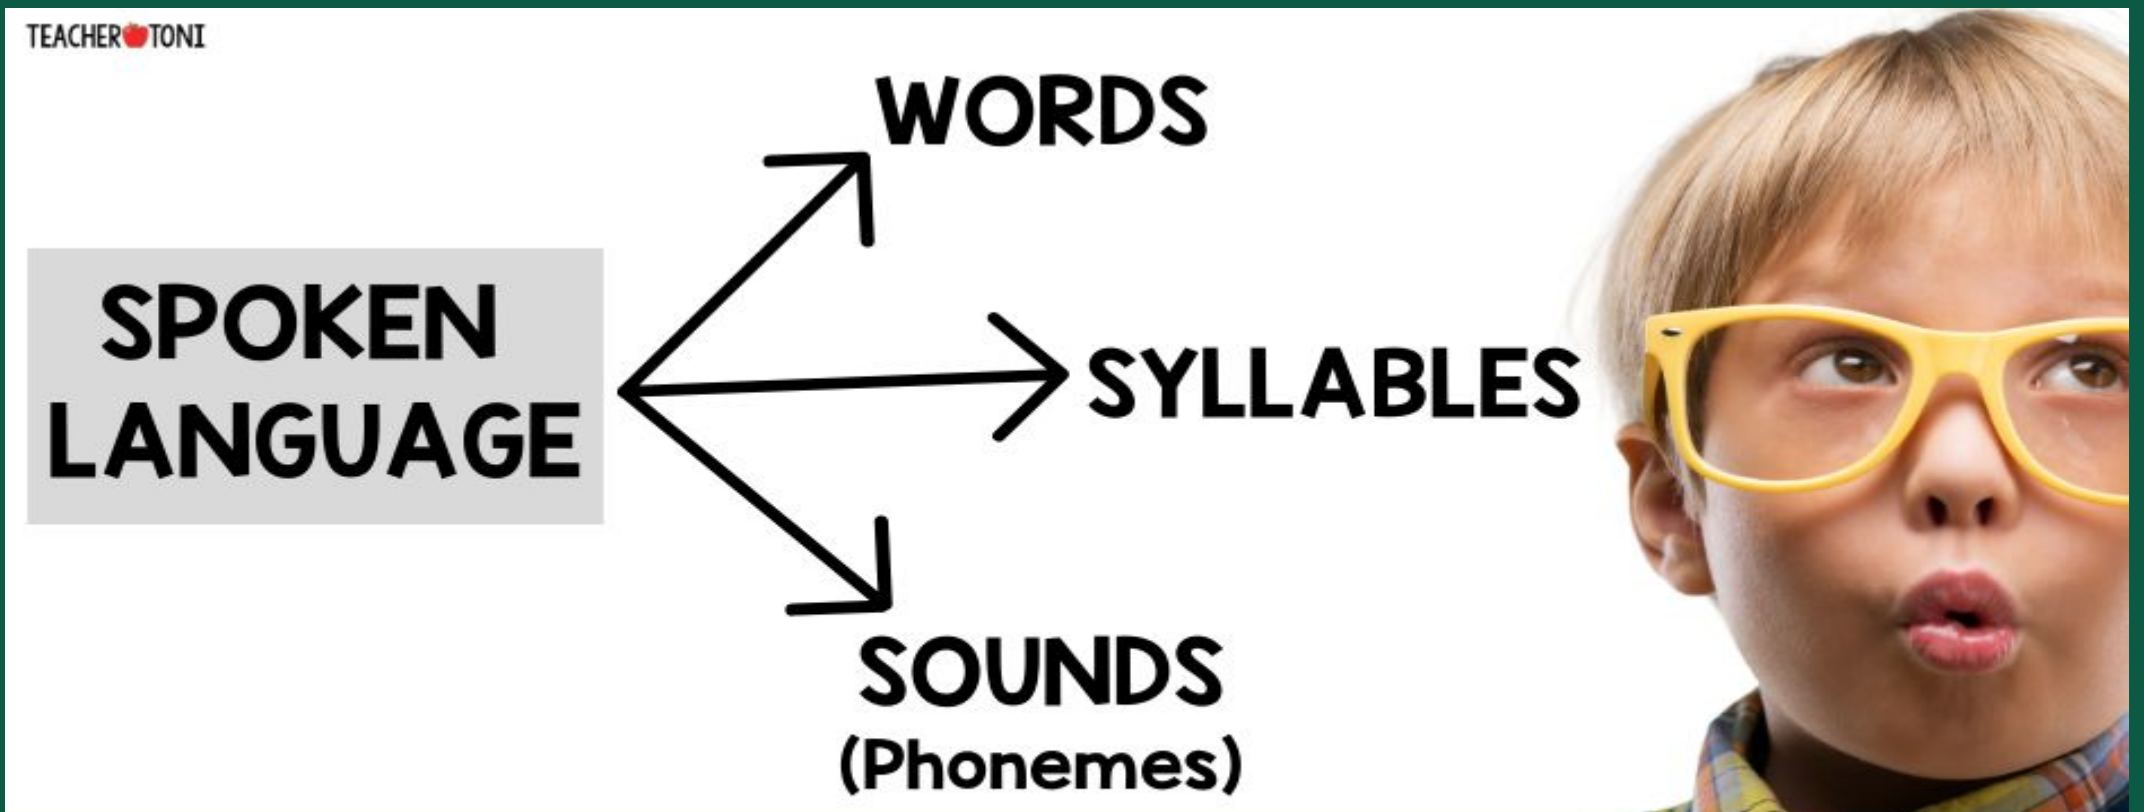 TEACHER TONI
WORDS
SPOKEN
LANGUAGE
SYLLABLES
SOUNDS
(Phonemes)